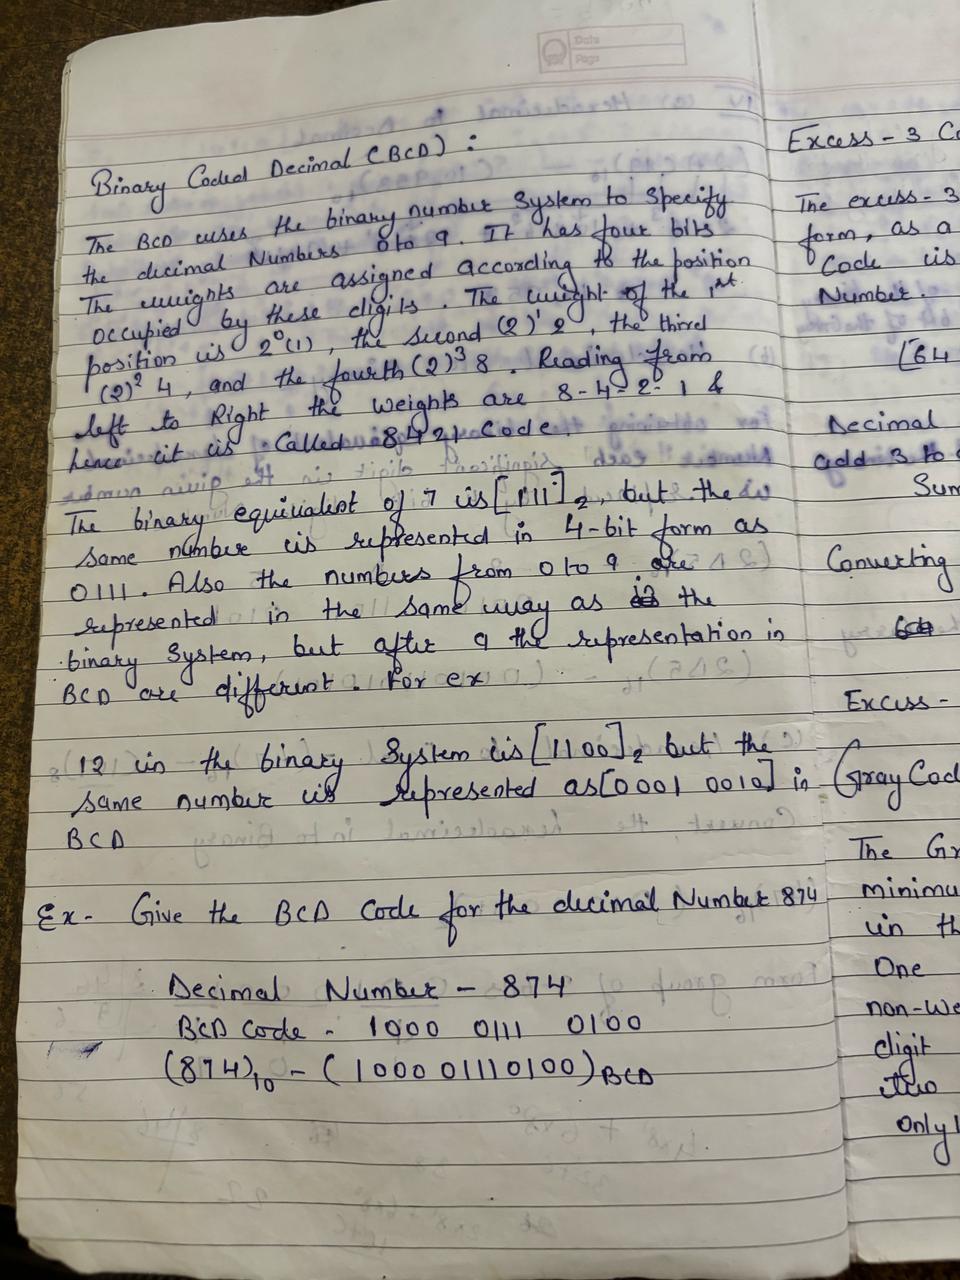 Date
Page
Binary Coded Decimal (BCD) :
The BCD uses the binary number System to Specify
the decimal Numbers 0 to 9. It has four bits
The weights are assigned according to the position
occupied by these digits. The weight of the 1st
position is 2⁰(1), the second (2)¹ 2, the third
(2)² 4, and the fourth (2)³ 8. Reading from
left to Right the weights are 8-4-2-1 &
hence it is Called 8421 Code.
The binary equivalent of 7 is [111]₂, but the
same number is represented in 4-bit form as
0111. Also the numbers from 0 to 9 are
represented in the same way as the
binary System, but after 9 the representation in
BCD are different. For ex
12 in the binary System is [1100]₂ but the
same number is represented as [0001 0010] in
BCD
Ex- Give the BCD Code for the decimal Number 874
Decimal Number - 874
BCD code - 1000 0111 0100
(874)₁₀ - (100001110100)BCD
Excess - 3 Co
The excess - 3
form, as a
Code is
Number.
[64
Decimal
add 3 to
Sum
Converting
Excess -
Gray Cod
The Gr
minimu
in th
One
non-we
digit
two
only 1